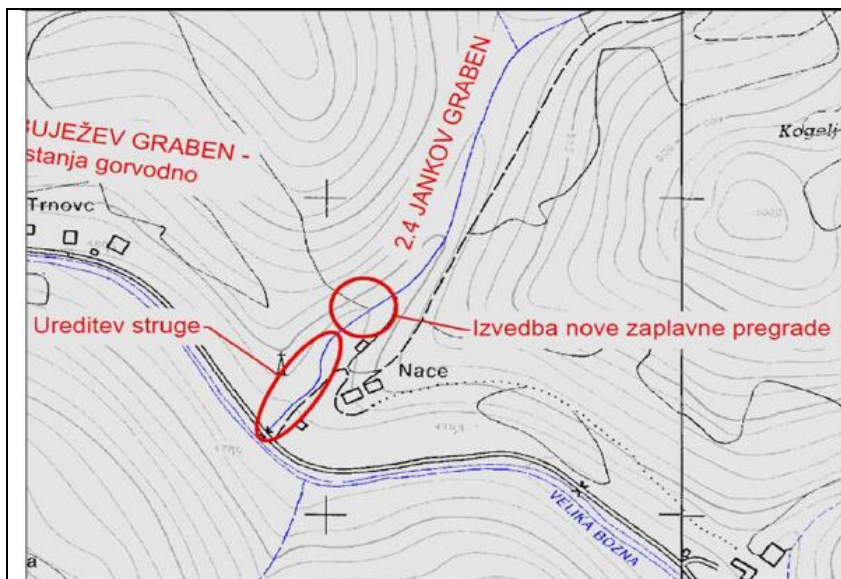 BUJEŽEV GRABEN -
stanja gorvodno
2.4 JANKOV GRABEN
Kogelj
Trnovc
Ureditev struge
Izvedba nove zaplavne pregrade
Nace
VELIKA BOŽNA
a